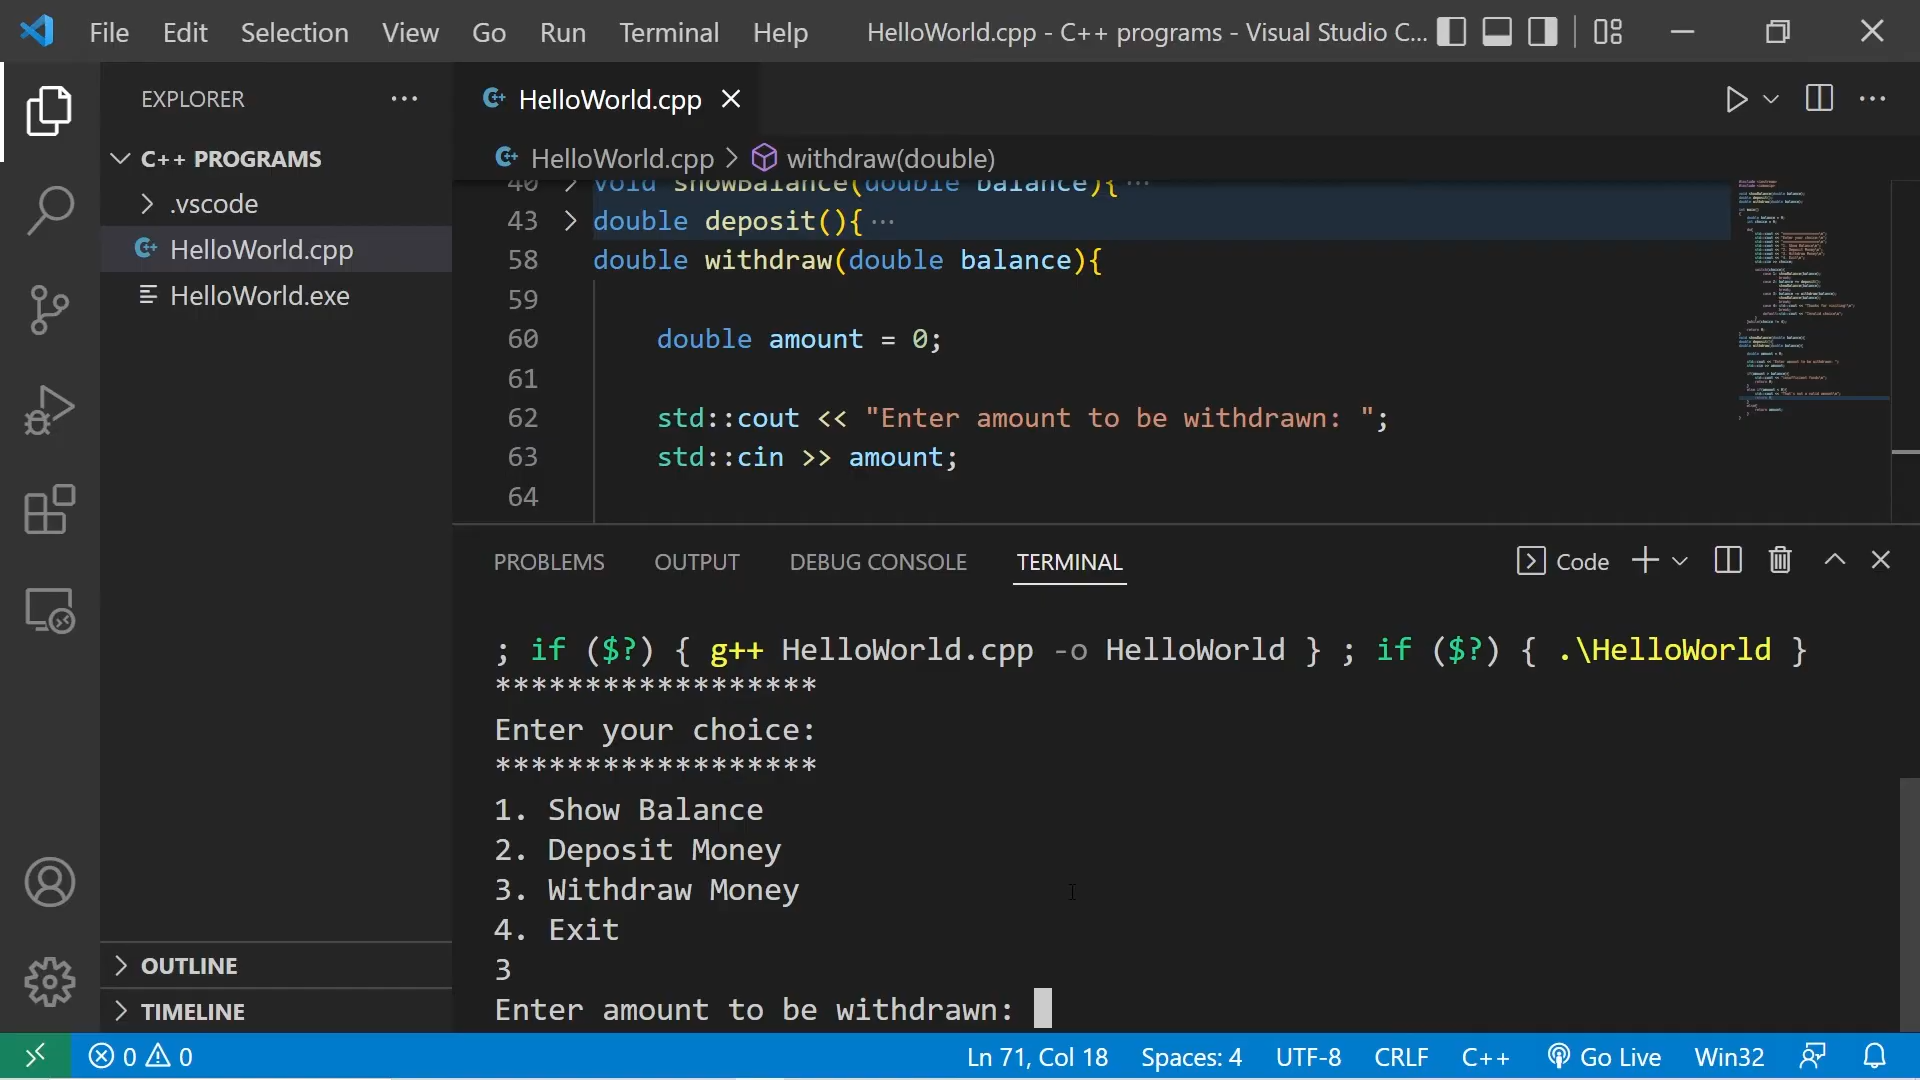 File Edit Selection View Go Run Terminal Help HelloWorld.cpp - C++ programs - Visual Studio C...
EXPLORER
C++ PROGRAMS
.vscode
HelloWorld.cpp
HelloWorld.exe
OUTLINE
TIMELINE
HelloWorld.cpp
HelloWorld.cpp > withdraw(double)
40 void showBalance(double balance){...
43 double deposit(){...
58 double withdraw(double balance){
59
60 double amount = 0;
61
62 std::cout << "Enter amount to be withdrawn: ";
63 std::cin >> amount;
64
PROBLEMS OUTPUT DEBUG CONSOLE TERMINAL Code
; if ($?) { g++ HelloWorld.cpp -o HelloWorld } ; if ($?) { .\HelloWorld }
******************
Enter your choice:
******************
1. Show Balance
2. Deposit Money
3. Withdraw Money
4. Exit
3
Enter amount to be withdrawn:
0 0 Ln 71, Col 18 Spaces: 4 UTF-8 CRLF C++ Go Live Win32